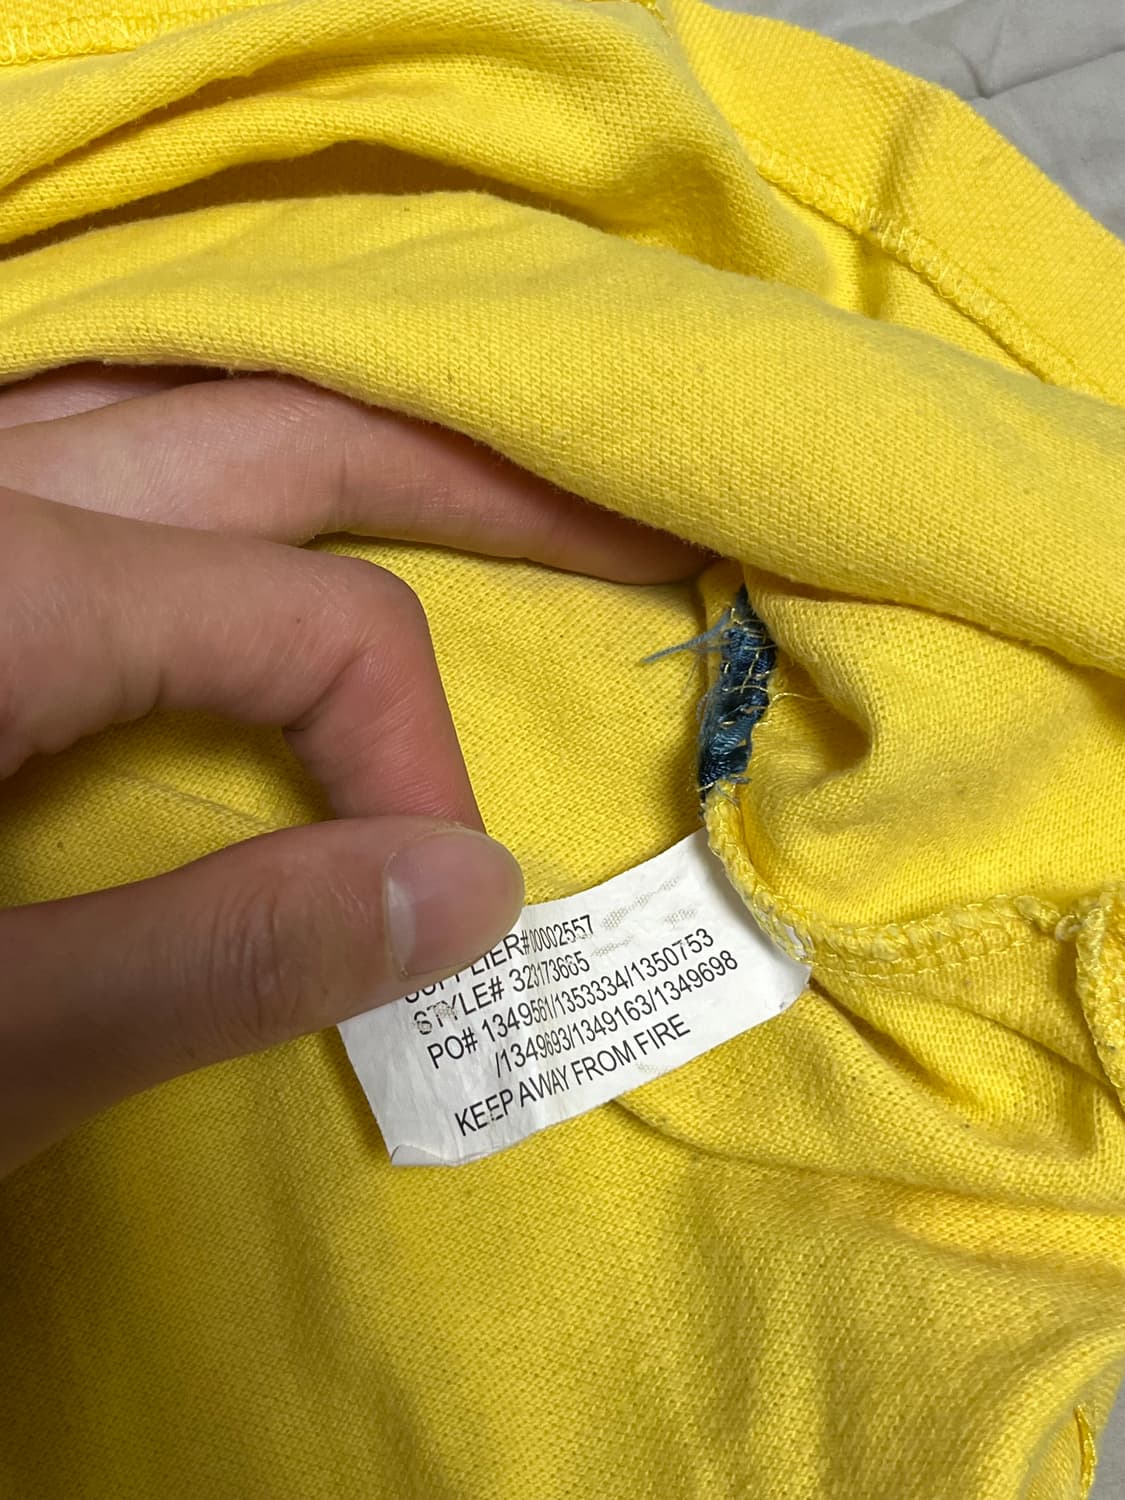 SUPPLIER#00002557
STYLE# 323173665
PO# 1349561/1353334/1350753
/1349693/1349163/1349698
KEEP AWAY FROM FIRE